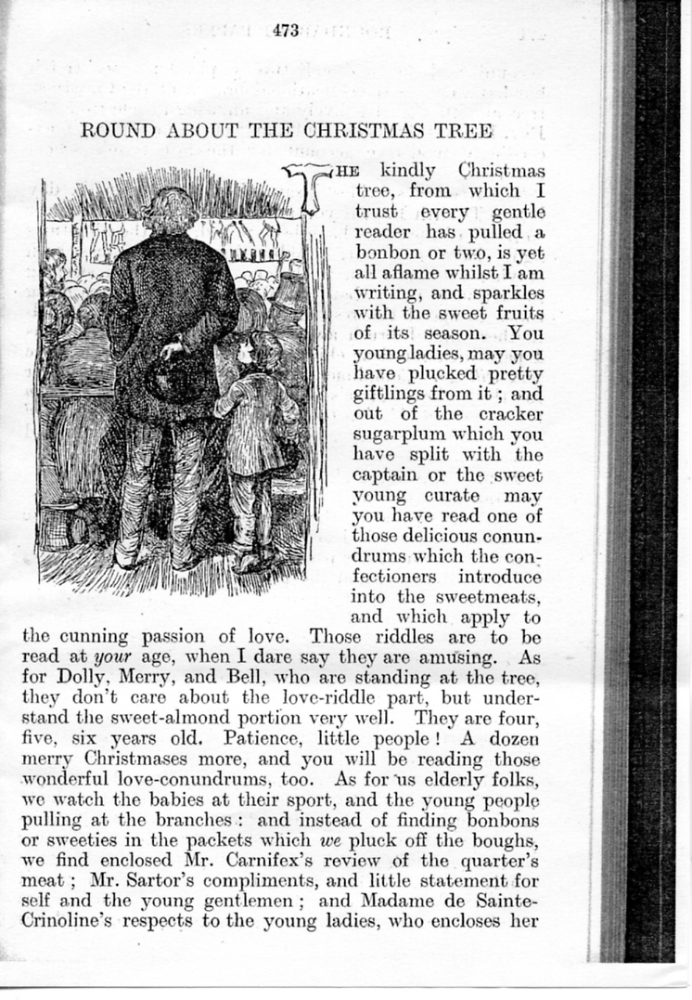 473
ROUND ABOUT THE CHRISTMAS TREE
THE kindly Christmas
tree, from which I
trust every gentle
reader has pulled a
bonbon or two, is yet
all aflame whilst I am
writing, and sparkles
with the sweet fruits
of its season. You
young ladies, may you
have plucked pretty
giftlings from it ; and
out of the cracker
sugarplum which you
have split with the
captain or the sweet
young curate may
you have read one of
those delicious conun-
drums which the con-
fectioners introduce
into the sweetmeats,
and which apply to
the cunning passion of love. Those riddles are to be
read at your age, when I dare say they are amusing. As
for Dolly, Merry, and Bell, who are standing at the tree,
they don't care about the love-riddle part, but under-
stand the sweet-almond portion very well. They are four,
five, six years old. Patience, little people ! A dozen
merry Christmases more, and you will be reading those
wonderful love-conundrums, too. As for us elderly folks,
we watch the babies at their sport, and the young people
pulling at the branches : and instead of finding bonbons
or sweeties in the packets which we pluck off the boughs,
we find enclosed Mr. Carnifex's review of the quarter's
meat ; Mr. Sartor's compliments, and little statement for
self and the young gentlemen ; and Madame de Sainte-
Crinoline's respects to the young ladies, who encloses her